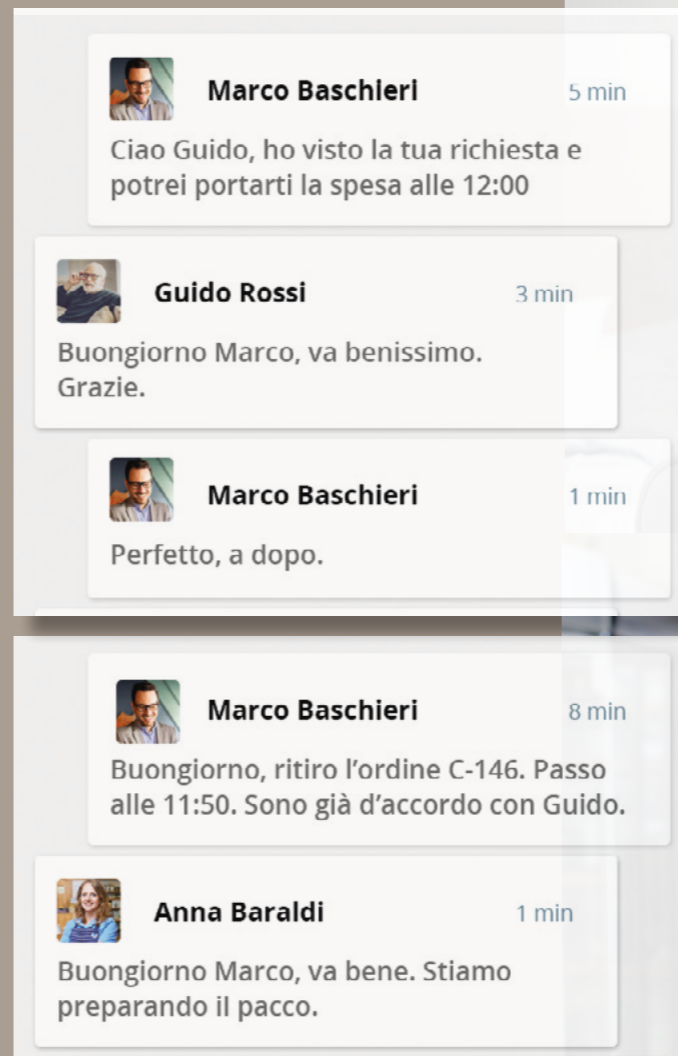 Marco Baschieri 5 min
Ciao Guido, ho visto la tua richiesta e
potrei portarti la spesa alle 12:00
Guido Rossi 3 min
Buongiorno Marco, va benissimo.
Grazie.
Marco Baschieri 1 min
Perfetto, a dopo.
Marco Baschieri 8 min
Buongiorno, ritiro l’ordine C-146. Passo
alle 11:50. Sono già d’accordo con Guido.
Anna Baraldi 1 min
Buongiorno Marco, va bene. Stiamo
preparando il pacco.